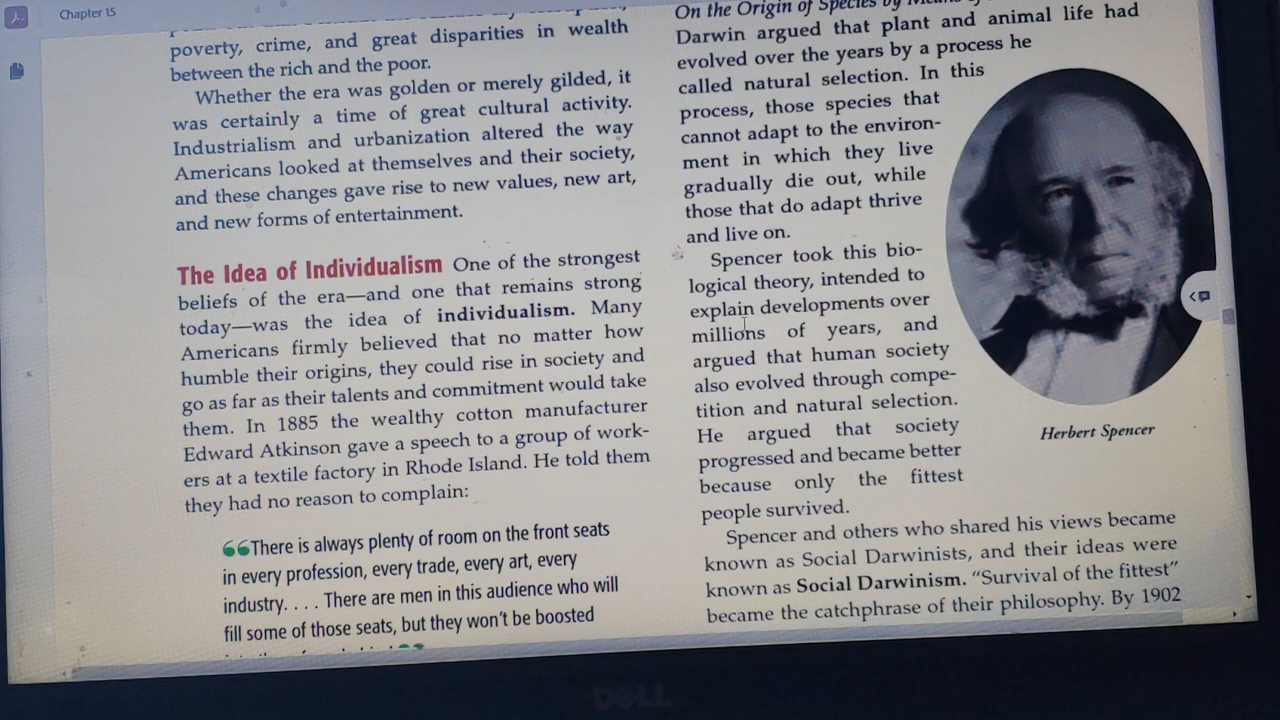 Chapter 15
poverty, crime, and great disparities in wealth
between the rich and the poor.
Whether the era was golden or merely gilded, it
was certainly a time of great cultural activity.
Industrialism and urbanization altered the way
Americans looked at themselves and their society,
and these changes gave rise to new values, new art,
and new forms of entertainment.
The Idea of Individualism One of the strongest
beliefs of the era—and one that remains strong
today—was the idea of individualism. Many
Americans firmly believed that no matter how
humble their origins, they could rise in society and
go as far as their talents and commitment would take
them. In 1885 the wealthy cotton manufacturer
Edward Atkinson gave a speech to a group of work-
ers at a textile factory in Rhode Island. He told them
they had no reason to complain:
“There is always plenty of room on the front seats
in every profession, every trade, every art, every
industry. . . . There are men in this audience who will
fill some of those seats, but they won't be boosted
On the Origin of Species by Means
Darwin argued that plant and animal life had
evolved over the years by a process he
called natural selection. In this
process, those species that
cannot adapt to the environ-
ment in which they live
gradually die out, while
those that do adapt thrive
and live on.
Spencer took this bio-
logical theory, intended to
explain developments over
millions of years, and
argued that human society
also evolved through compe-
tition and natural selection.
He argued that society
progressed and became better
because only the fittest
people survived.
Spencer and others who shared his views became
known as Social Darwinists, and their ideas were
known as Social Darwinism. “Survival of the fittest”
became the catchphrase of their philosophy. By 1902
Herbert Spencer
DELL